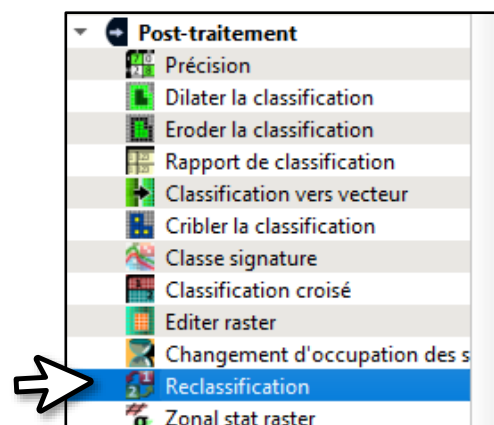 Post-traitement
Précision
Dilater la classification
Eroder la classification
Rapport de classification
Classification vers vecteur
Cribler la classification
Classe signature
Classification croisé
Editer raster
Changement d'occupation des s
Reclassification
Zonal stat raster